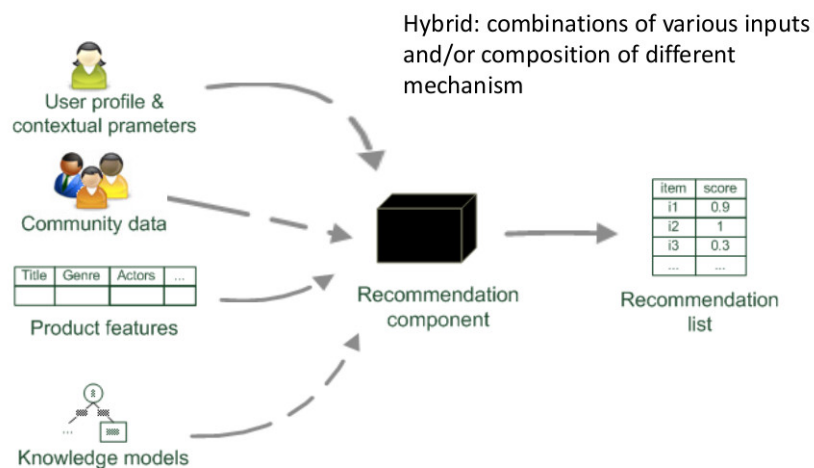 Hybrid: combinations of various inputs
and/or composition of different
mechanism
User profile &
contextual prameters
Community data
Title Genre Actors ...
Product features
...
Knowledge models
Recommendation
component
item score
i1 0.9
i2 1
i3 0.3
... ...
Recommendation
list